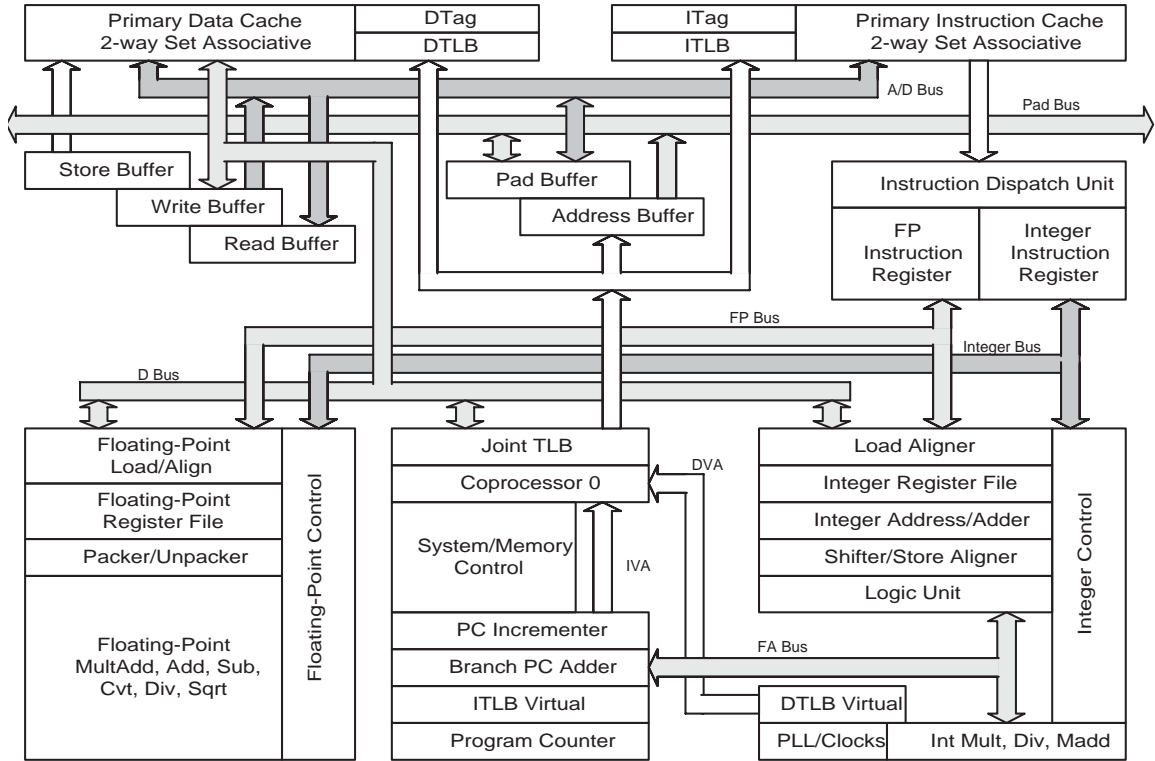 Primary Data Cache
2-way Set Associative
DTag
DTLB
ITag
ITLB
Primary Instruction Cache
2-way Set Associative
A/D Bus
Pad Bus
Store Buffer
Write Buffer
Read Buffer
Pad Buffer
Address Buffer
Instruction Dispatch Unit
FP
Instruction
Register
Integer
Instruction
Register
FP Bus
Integer Bus
D Bus
Floating-Point
Load/Align
Floating-Point
Register File
Packer/Unpacker
Floating-Point
MultAdd, Add, Sub,
Cvt, Div, Sqrt
Floating-Point Control
Joint TLB
Coprocessor 0
System/Memory
Control
IVA
DVA
PC Incrementer
Branch PC Adder
ITLB Virtual
Program Counter
FA Bus
Load Aligner
Integer Register File
Integer Address/Adder
Shifter/Store Aligner
Logic Unit
Integer Control
DTLB Virtual
PLL/Clocks
Int Mult, Div, Madd